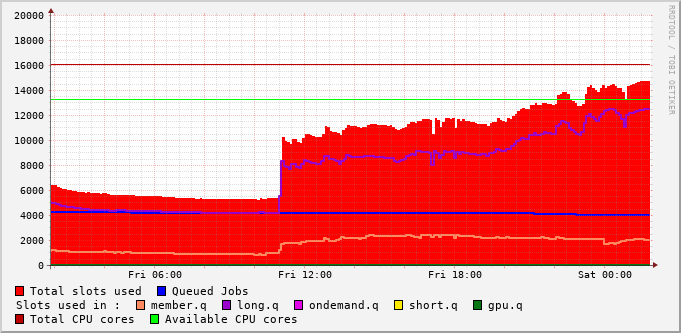 20000
18000
16000
14000
12000
10000
8000
6000
4000
2000
0
Fri 06:00 Fri 12:00 Fri 18:00 Sat 00:00
Total slots used Queued Jobs
Slots used in : member.q long.q ondemand.q short.q gpu.q
Total CPU cores Available CPU cores
RRDTOOL / TOBI OETIKER